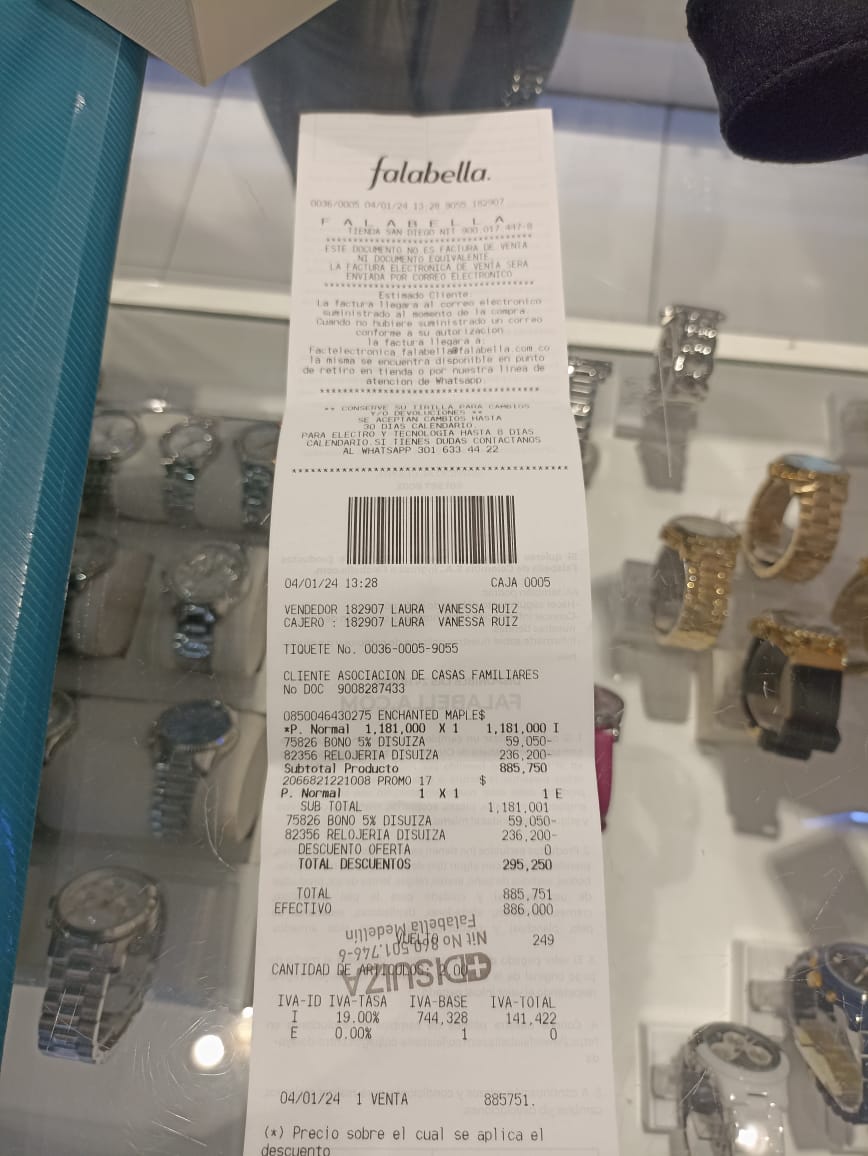 falabella.
0036/0005 04/01/24 13:28 9055 182907
F A L A B E L L A
TIENDA SAN DIEGO NIT 900.017.447-8
ESTE DOCUMENTO NO ES FACTURA DE VENTA
NI DOCUMENTO EQUIVALENTE
LA FACTURA ELECTRONICA DE VENTA SERA
ENVIADA POR CORREO ELECTRONICO
Estimado Cliente:
La factura llegara al correo electronico
suministrado al momento de la compra.
Cuando no hubiere suministrado un correo
conforme a su autorizacion
la factura llegara a:
Factelectronica_falabella@falabella.com.co
la misma se encuentra disponible en punto
de retiro en tienda o por nuestra linea de
atencion de Whatsapp.
** CONSERVE SU TIRILLA PARA CAMBIOS
Y/O DEVOLUCIONES **
SE ACEPTAN CAMBIOS HASTA
30 DIAS CALENDARIO.
PARA ELECTRO Y TECNOLOGIA HASTA 8 DIAS
CALENDARIO.SI TIENES DUDAS CONTACTANOS
AL WHATSAPP 301 633 44 22
04/01/24 13:28 CAJA 0005
VENDEDOR 182907 LAURA VANESSA RUIZ
CAJERO : 182907 LAURA VANESSA RUIZ
TIQUETE No. 0036-0005-9055
CLIENTE ASOCIACION DE CASAS FAMILIARES
No DOC 9008287433
0850046430275 ENCHANTED MAPLE$
*P. Normal 1,181,000 X 1 1,181,000 I
75826 BONO 5% DISUIZA 59,050-
82356 RELOJERIA DISUIZA 236,200-
Subtotal Producto 885,750
2066821221008 PROMO 17 $
P. Normal 1 X 1 1 E
SUB TOTAL 1,181,001
75826 BONO 5% DISUIZA 59,050-
82356 RELOJERIA DISUIZA 236,200-
DESCUENTO OFERTA 0
TOTAL DESCUENTOS 295,250
TOTAL 885,751
EFECTIVO 886,000
VUELTO 249
Falabella Medellín
Nit No 860.501.746-6
DISUIZA
CANTIDAD DE ARTICULOS: 2.00
IVA-ID IVA-TASA IVA-BASE IVA-TOTAL
I 19.00% 744,328 141,422
E 0.00% 1 0
04/01/24 1 VENTA 885751.
(*) Precio sobre el cual se aplica el
descuento